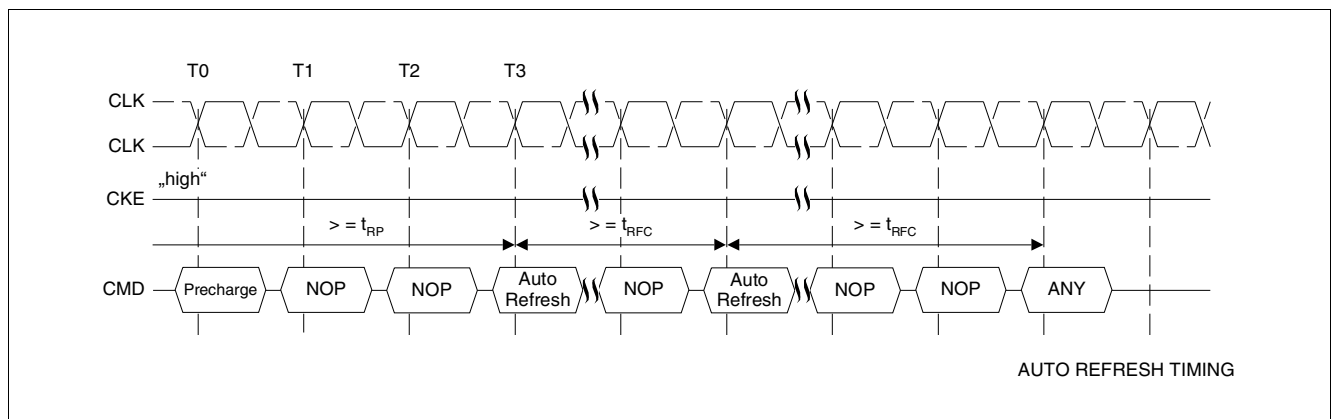 T0 T1 T2 T3
CLK
CLK
„high“
CKE
> = tRP > = tRFC > = tRFC
CMD Precharge NOP NOP Auto Refresh NOP Auto Refresh NOP NOP ANY
AUTO REFRESH TIMING